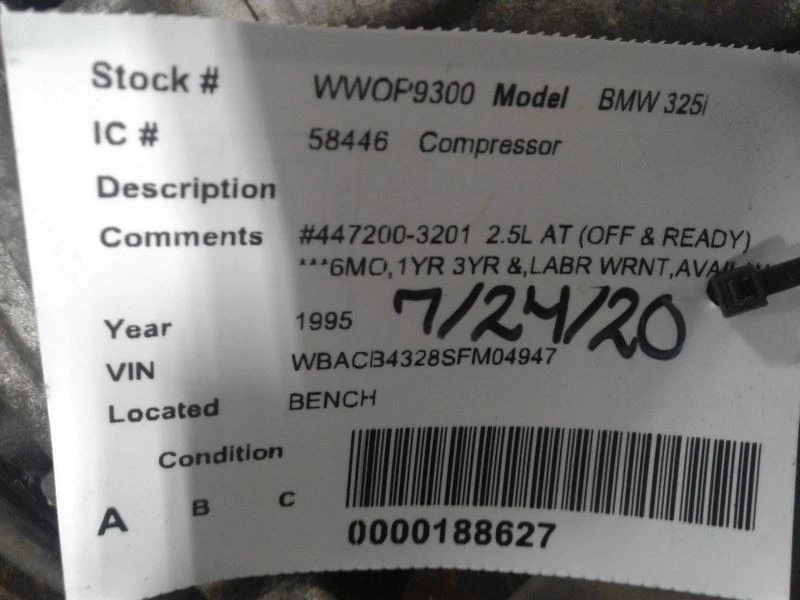 Stock # WWOP9300 Model BMW 325i
IC # 58446 Compressor
Description
Comments #447200-3201 2.5L AT (OFF & READY)
***6MO,1YR 3YR &,LABR WRNT,AVAIL***
7/24/20
Year 1995
VIN WBACB4328SFM04947
Located BENCH
Condition
A B C
0000188627